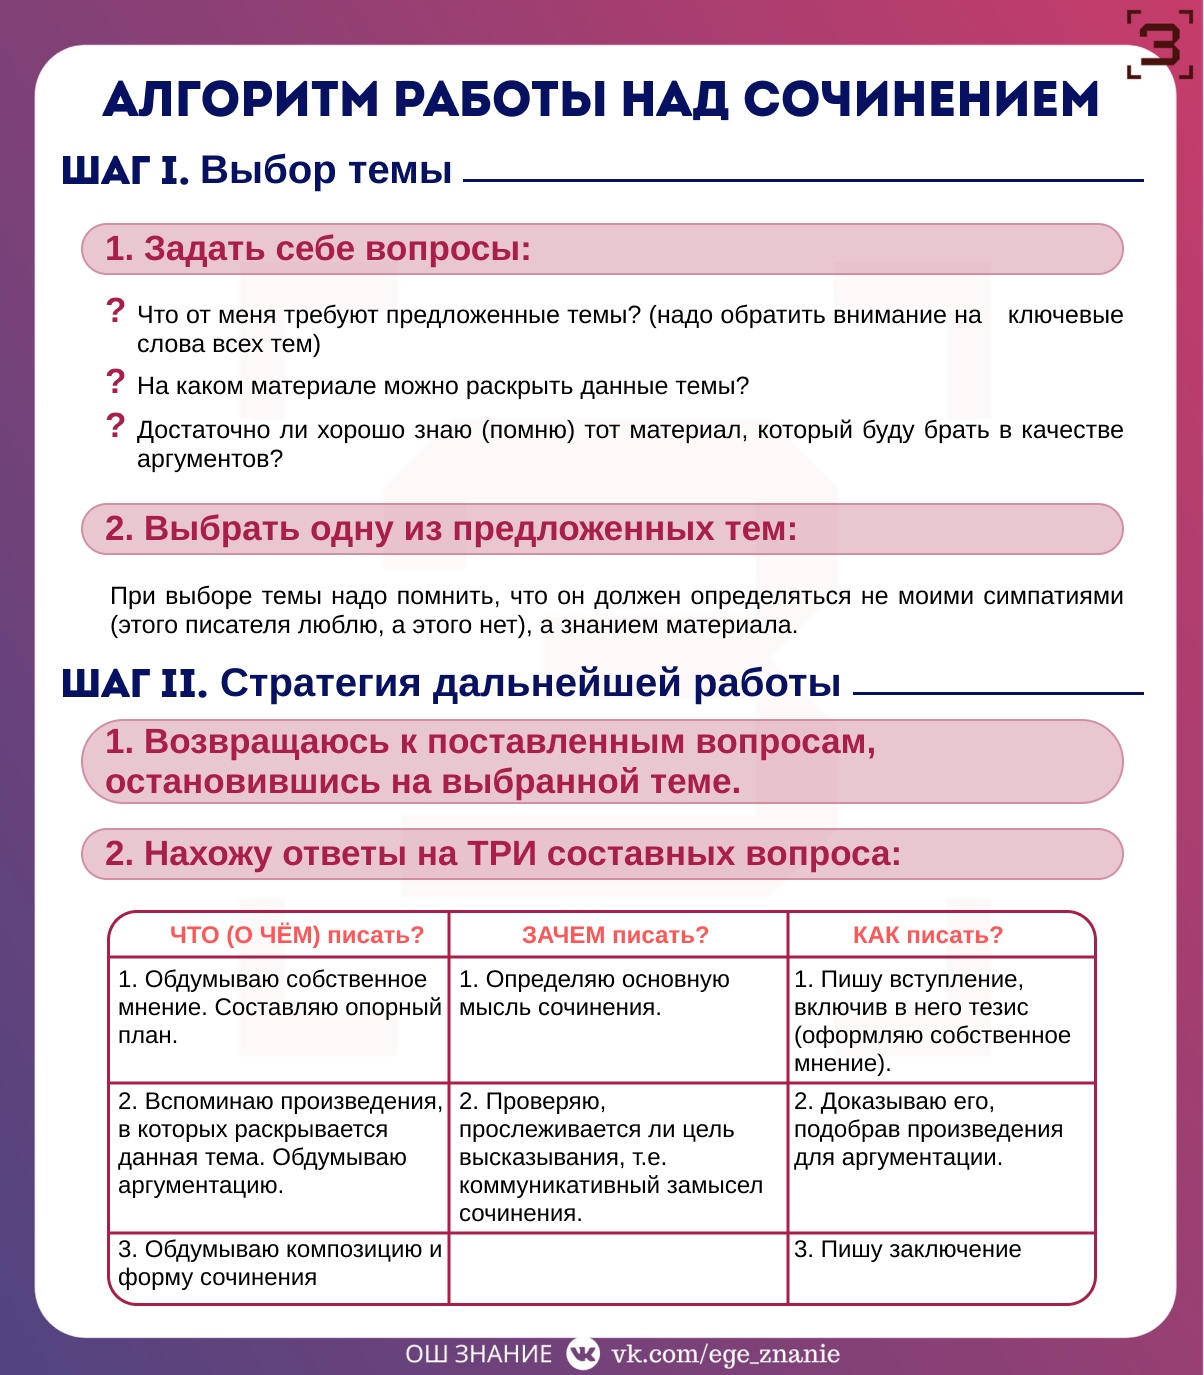 З
АЛГОРИТМ РАБОТЫ НАД СОЧИНЕНИЕМ
ШАГ I. Выбор темы
1. Задать себе вопросы:
? Что от меня требуют предложенные темы? (надо обратить внимание на ключевые
слова всех тем)
? На каком материале можно раскрыть данные темы?
? Достаточно ли хорошо знаю (помню) тот материал, который буду брать в качестве
аргументов?
2. Выбрать одну из предложенных тем:
При выборе темы надо помнить, что он должен определяться не моими симпатиями
(этого писателя люблю, а этого нет), а знанием материала.
ШАГ II. Стратегия дальнейшей работы
1. Возвращаюсь к поставленным вопросам,
остановившись на выбранной теме.
2. Нахожу ответы на ТРИ составных вопроса:
ЧТО (О ЧЁМ) писать?
ЗАЧЕМ писать?
КАК писать?
1. Обдумываю собственное
мнение. Составляю опорный
план.
1. Определяю основную
мысль сочинения.
1. Пишу вступление,
включив в него тезис
(оформляю собственное
мнение).
2. Вспоминаю произведения,
в которых раскрывается
данная тема. Обдумываю
аргументацию.
2. Проверяю,
прослеживается ли цель
высказывания, т.е.
коммуникативный замысел
сочинения.
2. Доказываю его,
подобрав произведения
для аргументации.
3. Обдумываю композицию и
форму сочинения
3. Пишу заключение
ОШ ЗНАНИЕ vk.com/ege_znanie